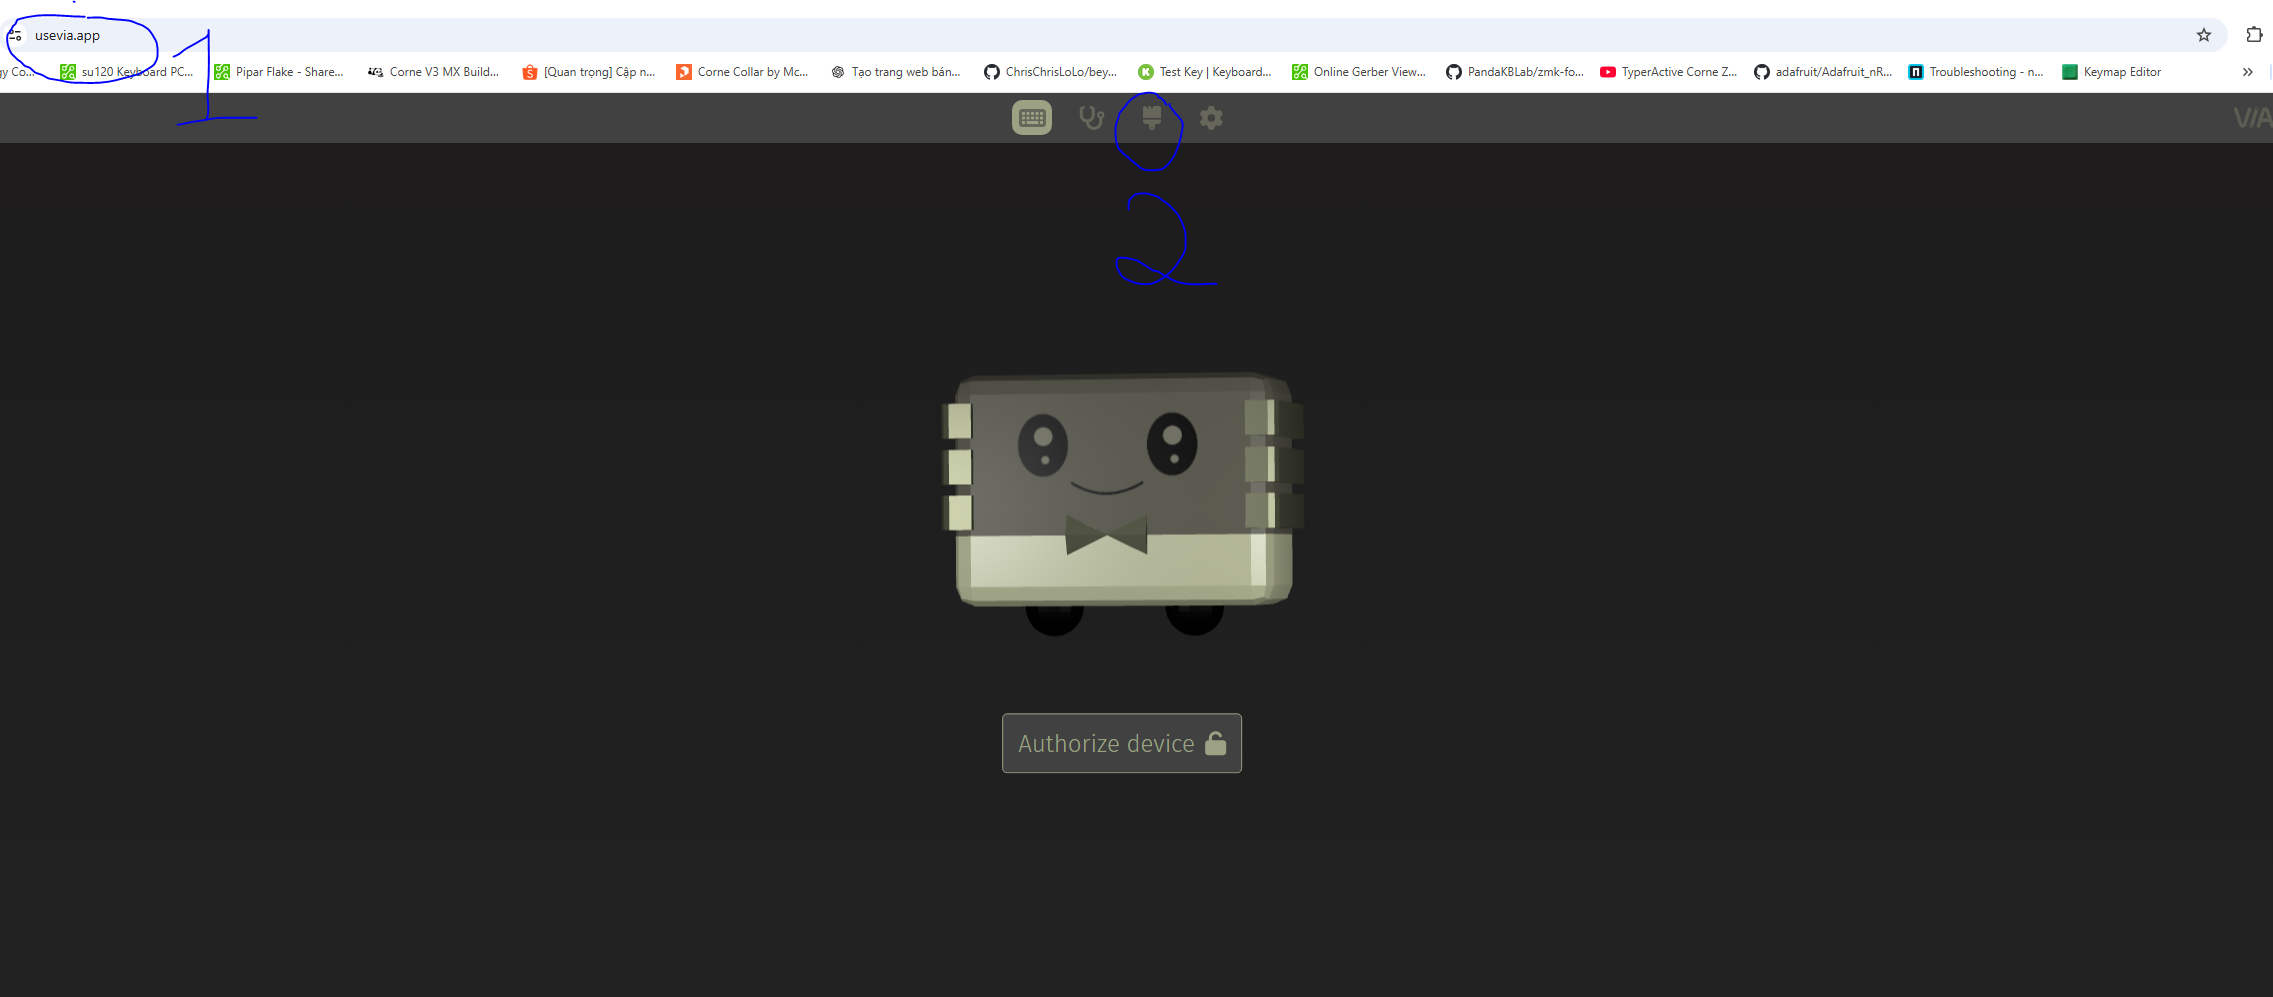 usevia.app
1
gy Co...
su120 Keyboard PC...
Pipar Flake - Share...
Corne V3 MX Build...
[Quan trọng] Cập n...
Corne Collar by Mc...
Tạo trang web bán...
ChrisChrisLoLo/bey...
Test Key | Keyboard...
Online Gerber View...
PandaKBLab/zmk-fo...
TyperActive Corne Z...
adafruit/Adafruit_nR...
Troubleshooting - n...
Keymap Editor
VIA
2
Authorize device